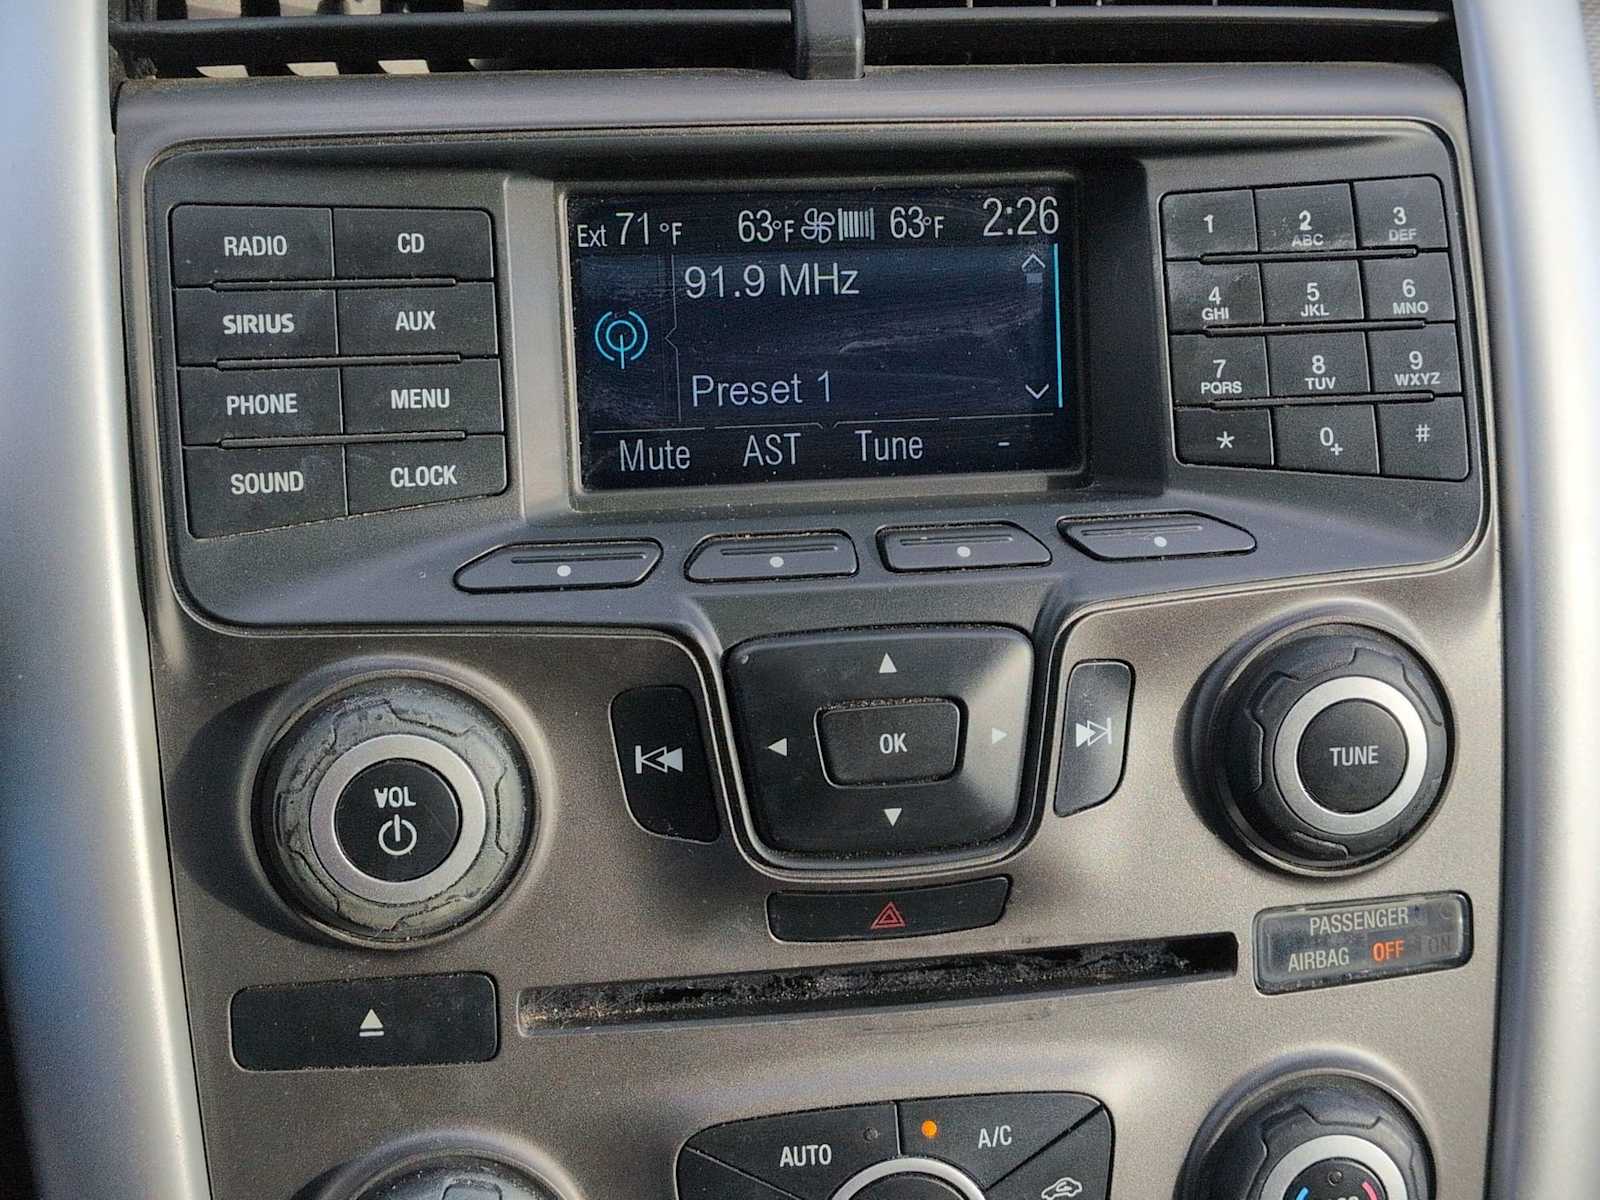 RADIO CD
SIRIUS AUX
PHONE MENU
SOUND CLOCK
Ext 71 °F 63°F 63°F 2:26
91.9 MHz
Preset 1
Mute AST Tune -
1 2 ABC 3 DEF
4 GHI 5 JKL 6 MNO
7 PQRS 8 TUV 9 WXYZ
* 0+ #
VOL
OK
TUNE
PASSENGER
AIRBAG OFF ON
AUTO A/C